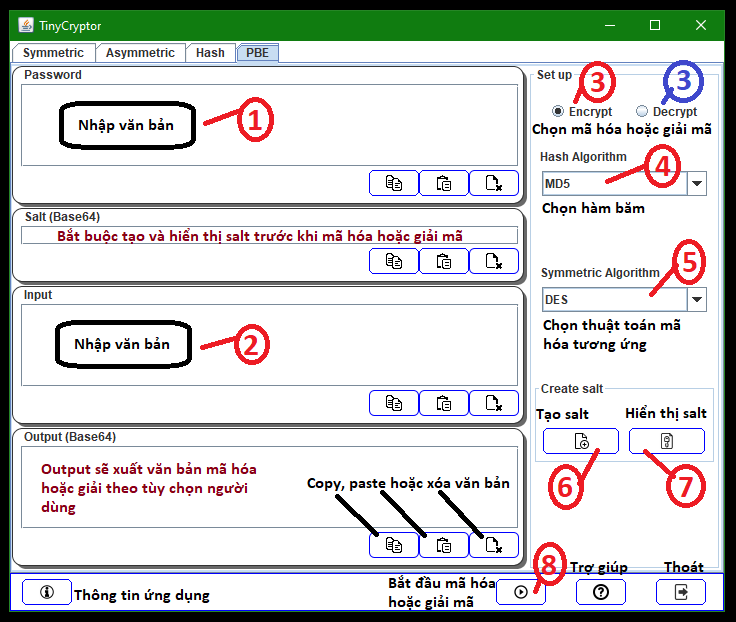 TinyCryptor
Symmetric Asymmetric Hash PBE
Password
Nhập văn bản
1
Salt (Base64)
Bắt buộc tạo và hiển thị salt trước khi mã hóa hoặc giải mã
Input
Nhập văn bản
2
Output (Base64)
Output sẽ xuất văn bản mã hóa
hoặc giải theo tùy chọn người
dùng
Copy, paste hoặc xóa văn bản
Set up
3 3
Encrypt Decrypt
Chọn mã hóa hoặc giải mã
Hash Algorithm
4
MD5
Chọn hàm băm
Symmetric Algorithm
5
DES
Chọn thuật toán mã
hóa tương ứng
Create salt
Tạo salt Hiển thị salt
6 7
Thông tin ứng dụng
Bắt đầu mã hóa
hoặc giải mã
8
Trợ giúp
Thoát